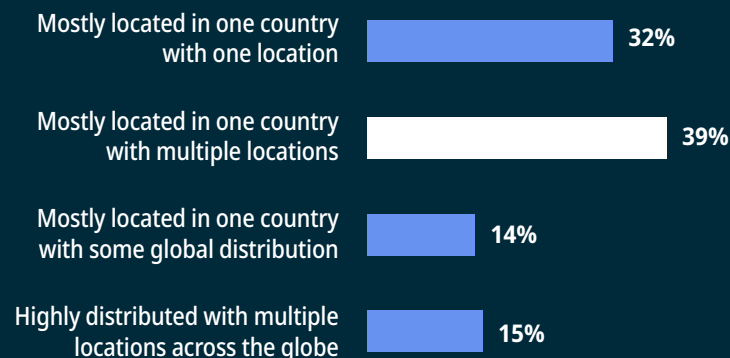 Mostly located in one country
with one location
32%
Mostly located in one country
with multiple locations
39%
Mostly located in one country
with some global distribution
14%
Highly distributed with multiple
locations across the globe
15%